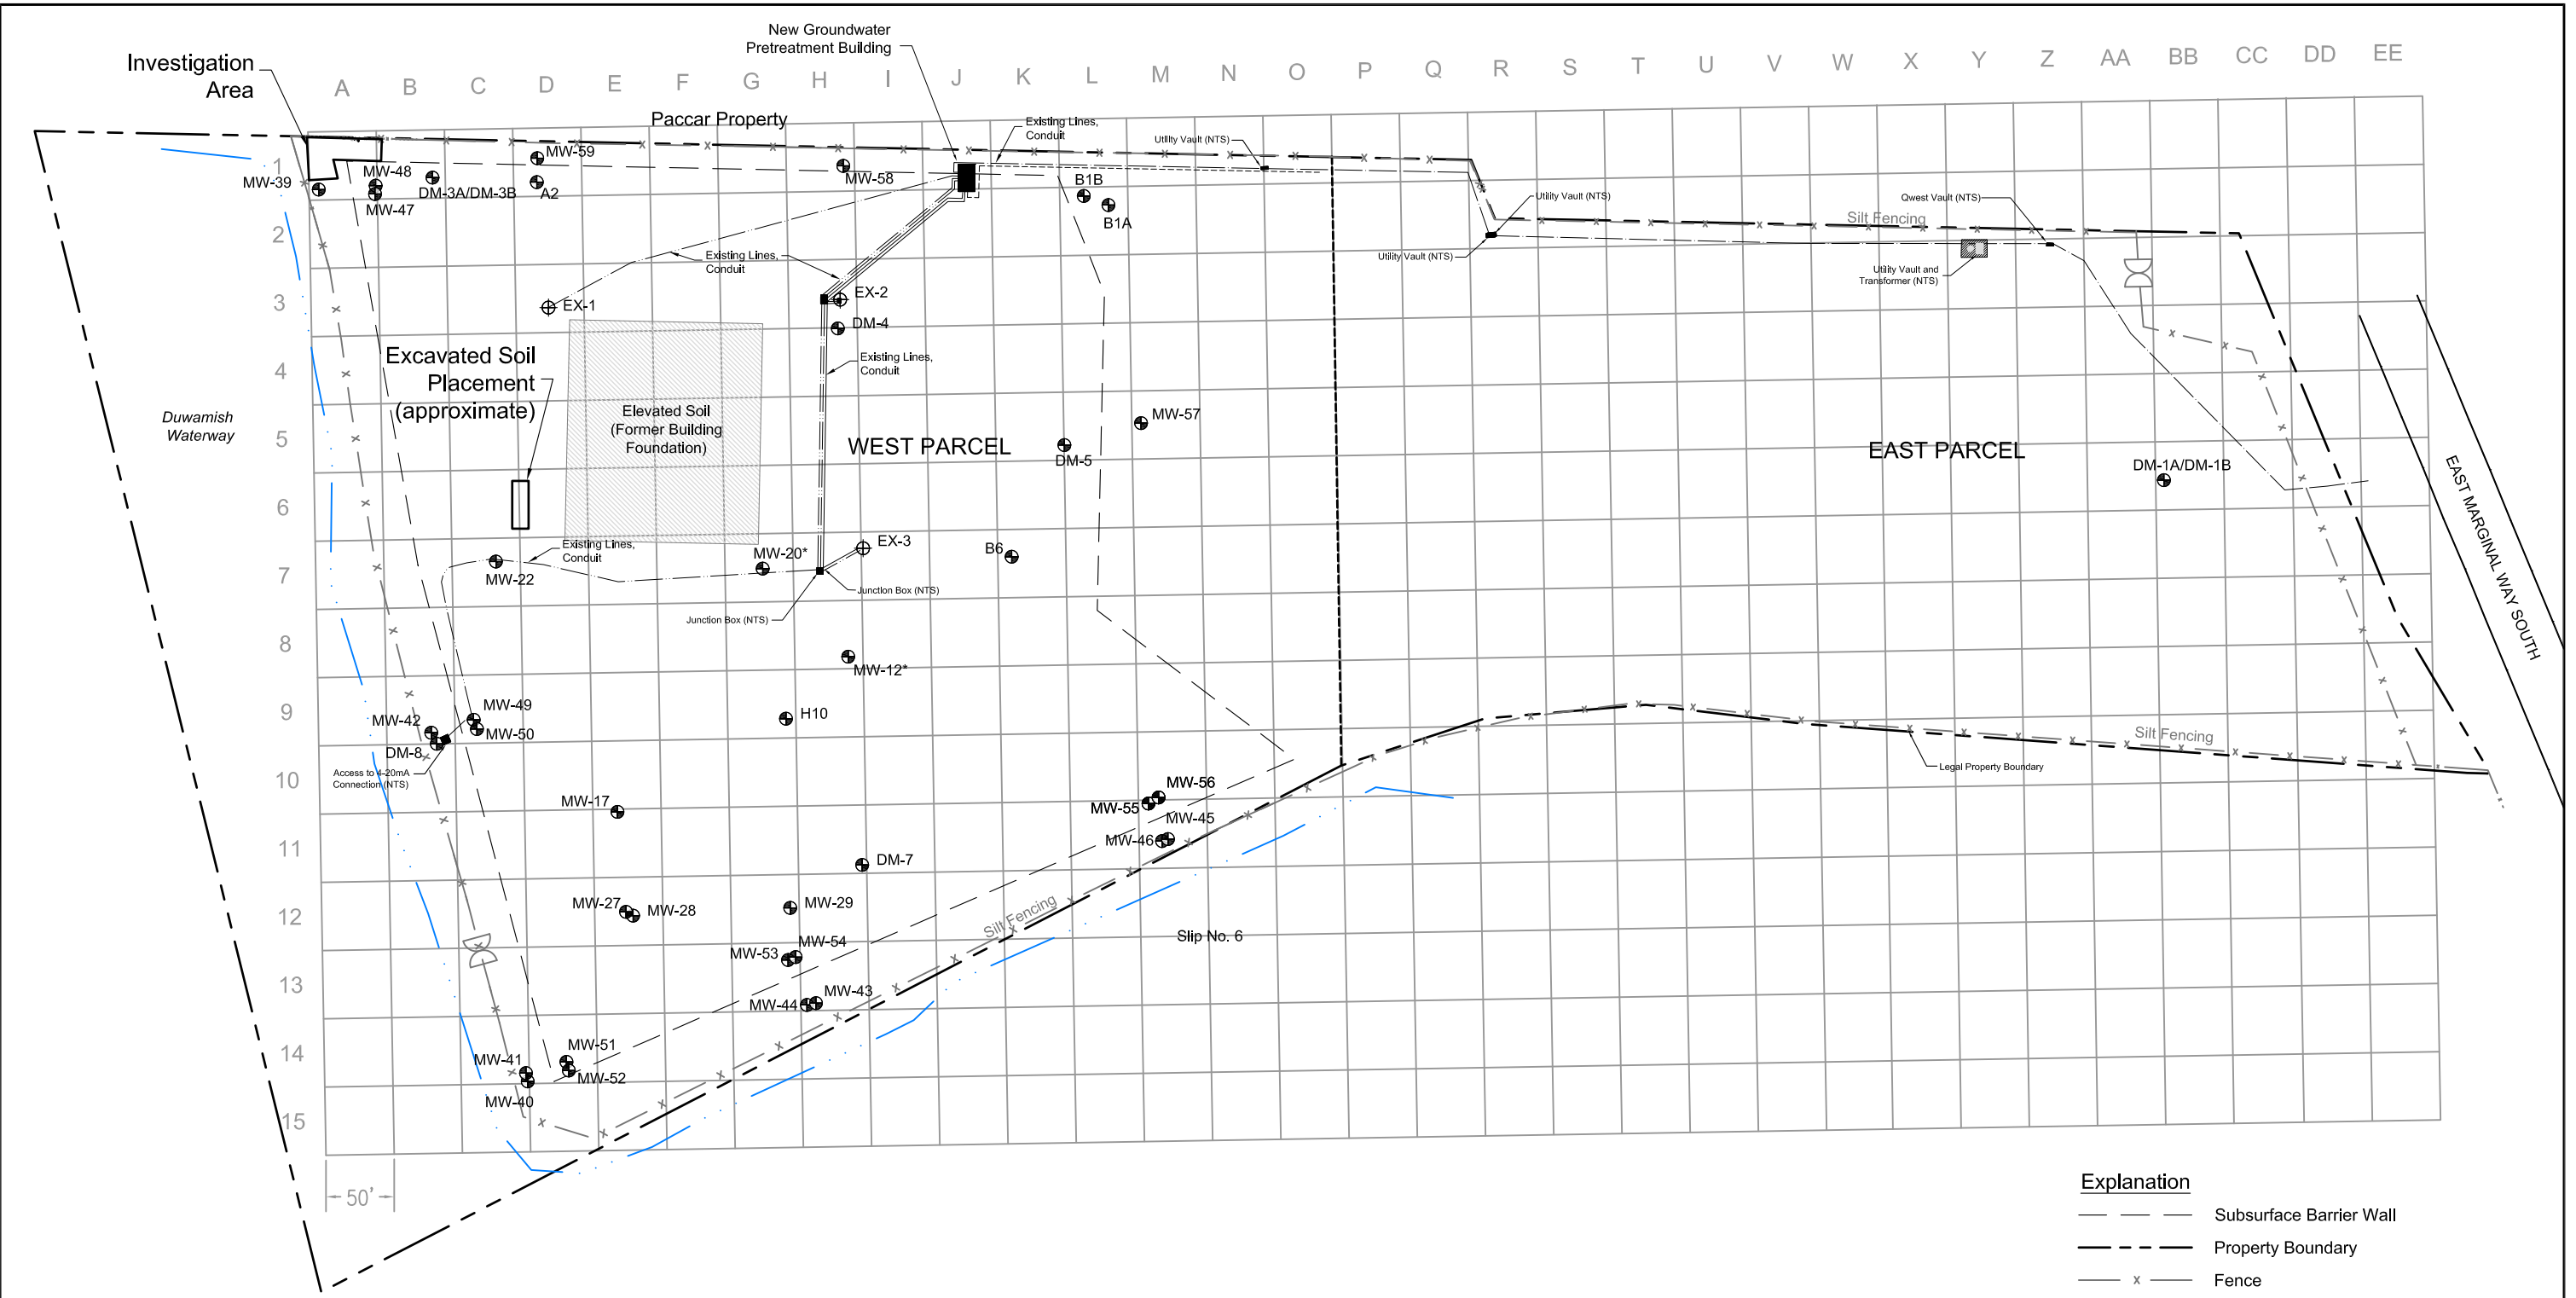 New Groundwater
Pretreatment Building
Investigation
Area
A B C D E F G H I J K L M N O P Q R S T U V W X Y Z AA BB CC DD EE
Paccar Property
Existing Lines,
Conduit
Utility Vault (NTS)
1
MW-59
MW-48
MW-39
MW-58
DM-3A/DM-3B
A2
MW-47
B1B
B1A
Utility Vault (NTS)
Qwest Vault (NTS)
Silt Fencing
2
Existing Lines,
Conduit
Utility Vault (NTS)
Utility Vault and
Transformer (NTS)
3
EX-1
EX-2
DM-4
Excavated Soil
Placement
(approximate)
Existing Lines,
Conduit
4
Duwamish
Waterway
Elevated Soil
(Former Building
Foundation)
5
WEST PARCEL
MW-57
DM-5
EAST PARCEL
DM-1A/DM-1B
EAST MARGINAL WAY SOUTH
6
Existing Lines,
Conduit
MW-20*
EX-3
B6
7
MW-22
Junction Box (NTS)
Junction Box (NTS)
8
MW-12*
9
MW-42
MW-49
MW-50
H10
DM-8
Silt Fencing
Access to 4-20mA
Connection (NTS)
Legal Property Boundary
10
MW-17
MW-56
MW-55
MW-45
MW-46
11
DM-7
12
MW-27
MW-28
MW-29
Silt Fencing
Slip No. 6
MW-54
MW-53
13
MW-43
MW-44
14
MW-51
MW-41
MW-52
MW-40
15
50'
Explanation
Subsurface Barrier Wall
Property Boundary
x Fence